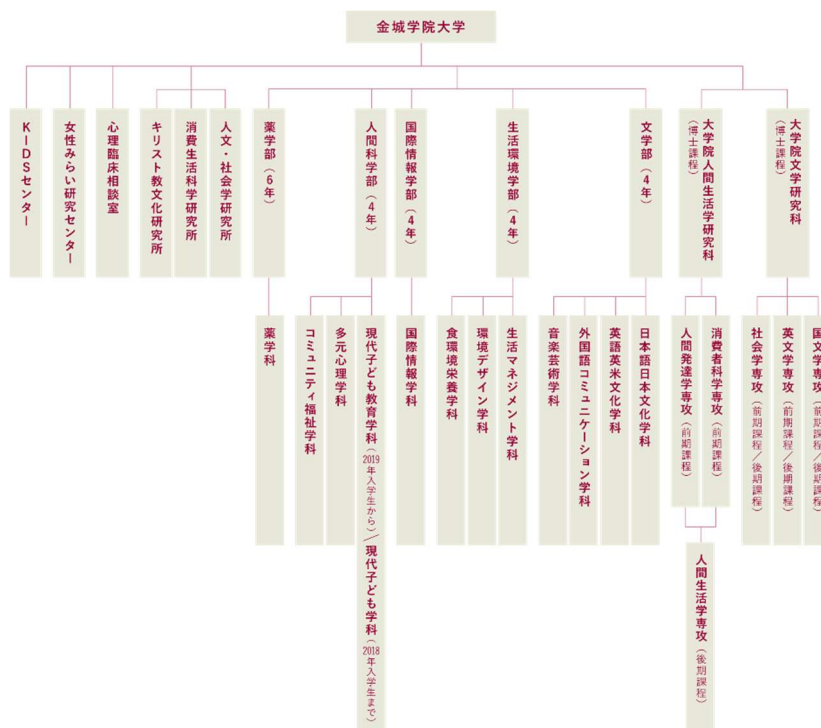 金城学院大学
大学院文学研究科（博士課程）
大学院人間生活学研究科（博士課程）
文学部（4年）
生活環境学部（4年）
国際情報学部（4年）
人間科学部（4年）
薬学部（6年）
人文・社会学研究所
消費生活科学研究所
キリスト教文化研究所
心理臨床相談室
女性みらい研究センター
KIDSセンター
国文学専攻（前期課程／後期課程）
英文学専攻（前期課程／後期課程）
社会学専攻（前期課程／後期課程）
消費者科学専攻（前期課程）
人間発達学専攻（前期課程）
日本語日本文化学科
英語英米文化学科
外国語コミュニケーション学科
音楽芸術学科
生活マネジメント学科
環境デザイン学科
食環境栄養学科
国際情報学科
現代子ども教育学科（2019年入学生から）／現代子ども学科（2018年入学生まで）
多元心理学科
コミュニティ福祉学科
薬学科
人間生活学専攻（後期課程）